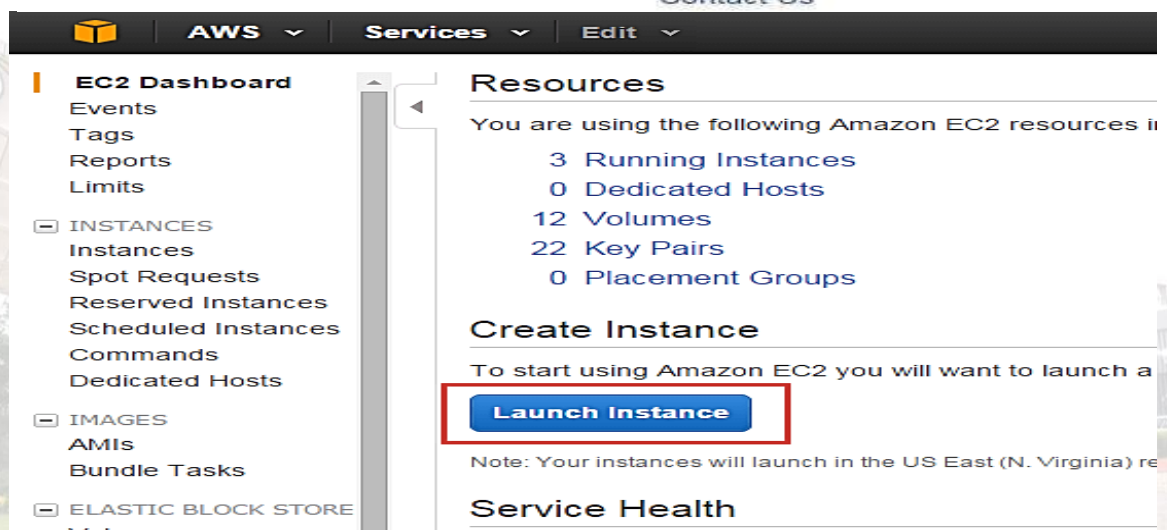 Contact Us
AWS Services Edit
EC2 Dashboard
Events
Tags
Reports
Limits
INSTANCES
Instances
Spot Requests
Reserved Instances
Scheduled Instances
Commands
Dedicated Hosts
IMAGES
AMIs
Bundle Tasks
ELASTIC BLOCK STORE
Resources
You are using the following Amazon EC2 resources
3 Running Instances
0 Dedicated Hosts
12 Volumes
22 Key Pairs
0 Placement Groups
Create Instance
To start using Amazon EC2 you will want to launch a
Launch Instance
Note: Your instances will launch in the US East (N. Virginia) re
Service Health